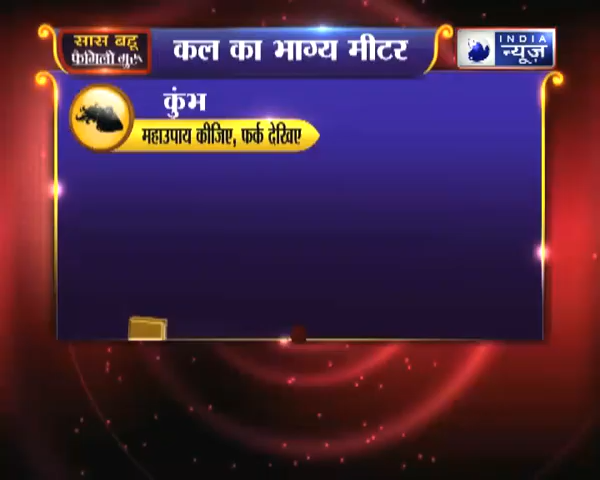 सास बहू
फैमिली गुरु
कल का भाग्य मीटर
INDIA
न्यूज़
कुंभ
महाउपाय कीजिए, फर्क देखिए